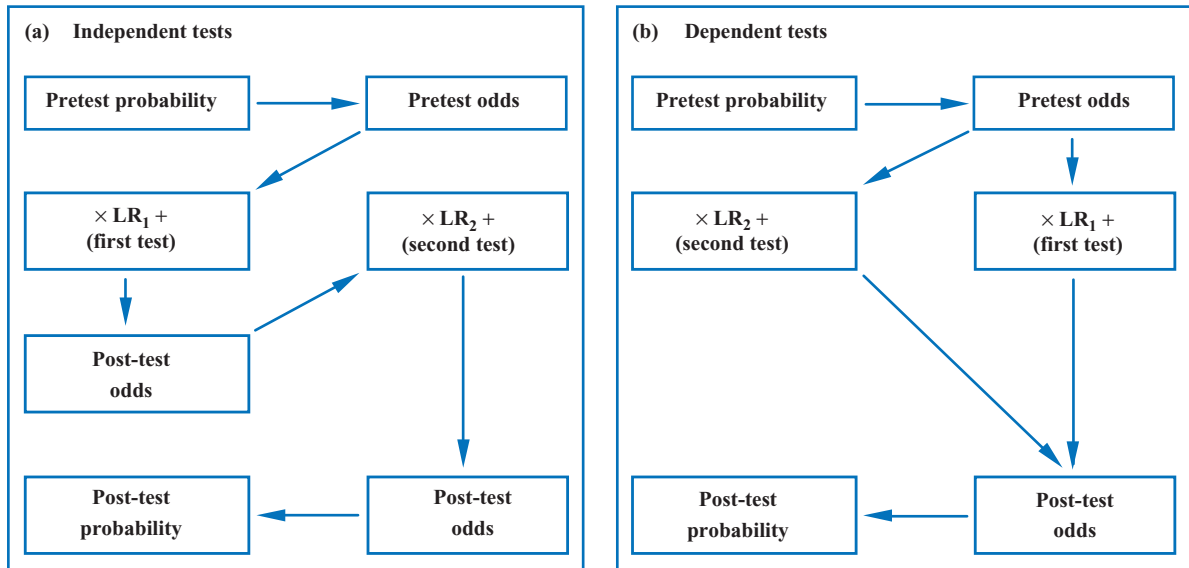 (a) Independent tests
Pretest probability
Pretest odds
× LR₁ +
(first test)
× LR₂ +
(second test)
Post-test
odds
Post-test
probability
Post-test
odds
(b) Dependent tests
Pretest probability
Pretest odds
× LR₂ +
(second test)
× LR₁ +
(first test)
Post-test
probability
Post-test
odds